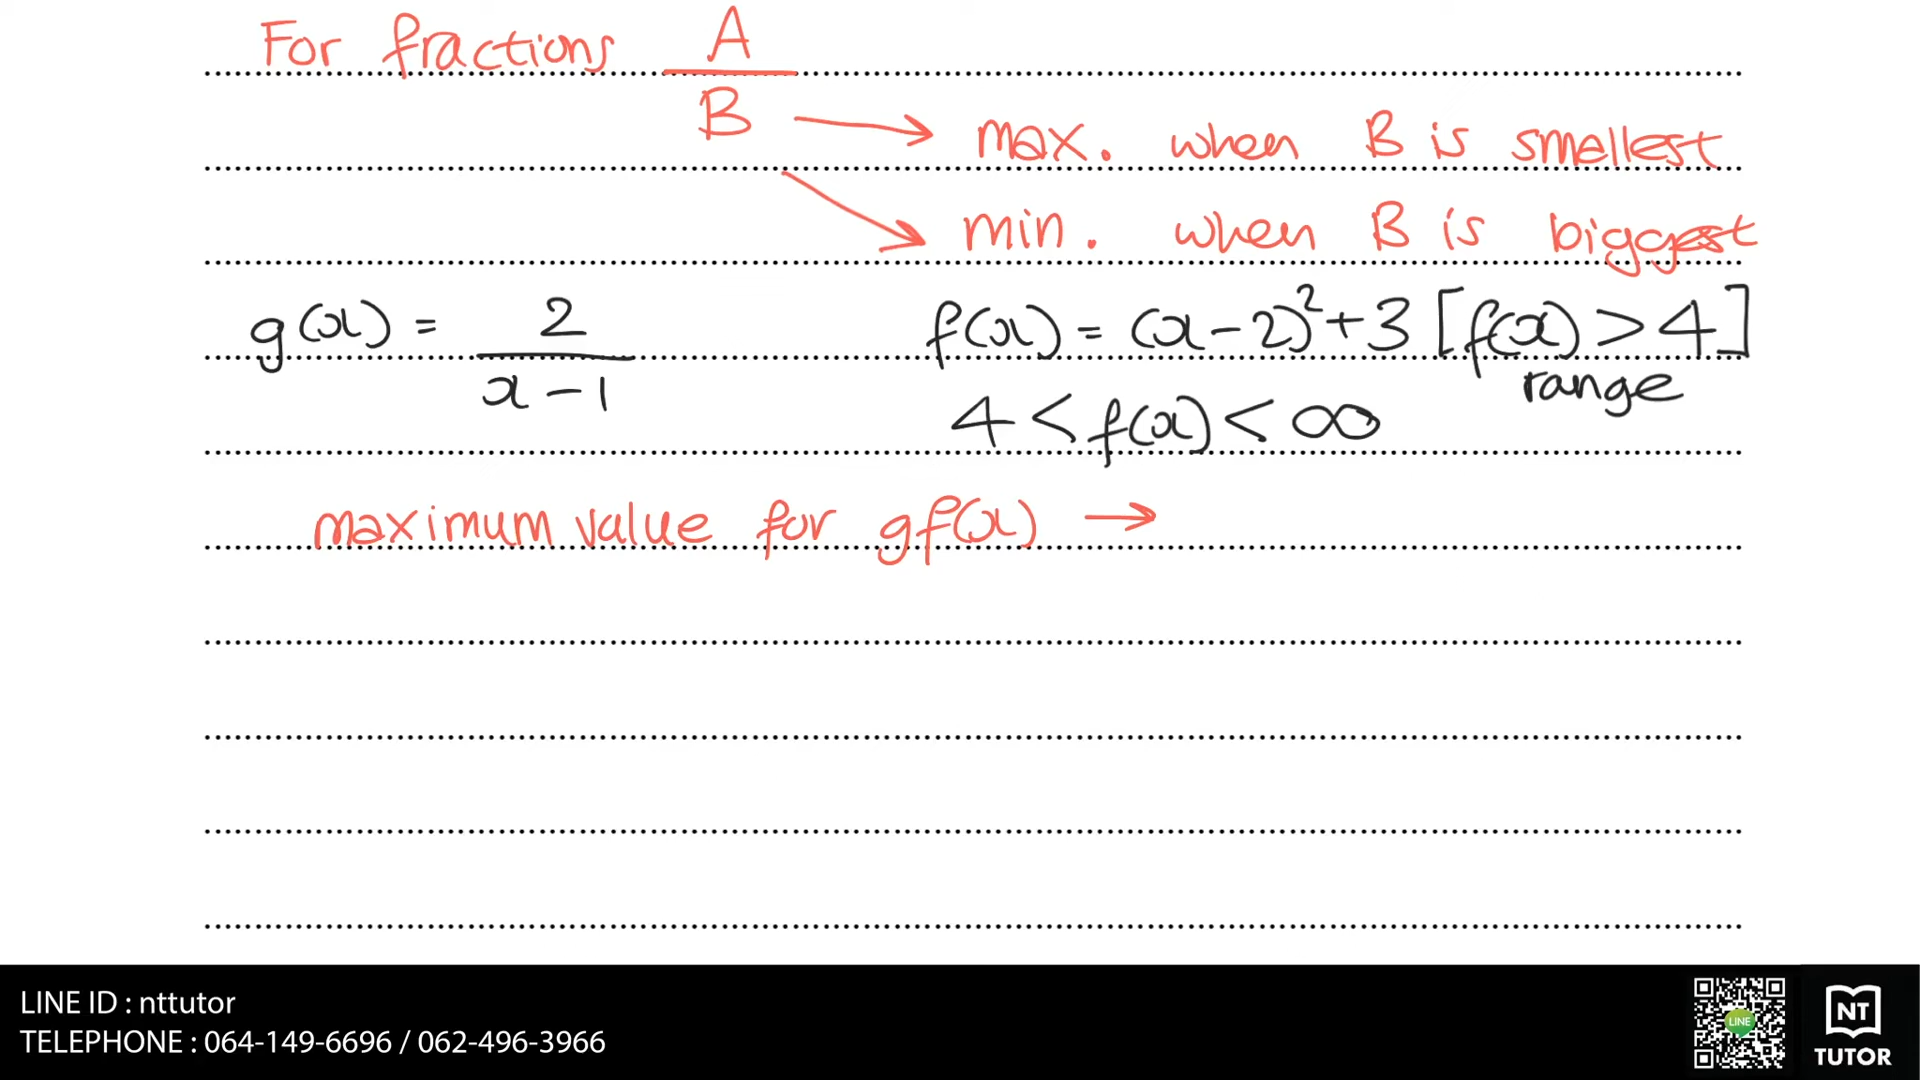 For fractions A/B
→ max. when B is smallest
→ min. when B is biggest
g(x) = 2/(x-1)
f(x) = (x-2)²+3 [f(x) > 4]
range
4 < f(x) < ∞
maximum value for gf(x) →
LINE ID : nttutor
TELEPHONE : 064-149-6696 / 062-496-3966
LINE
NT
TUTOR